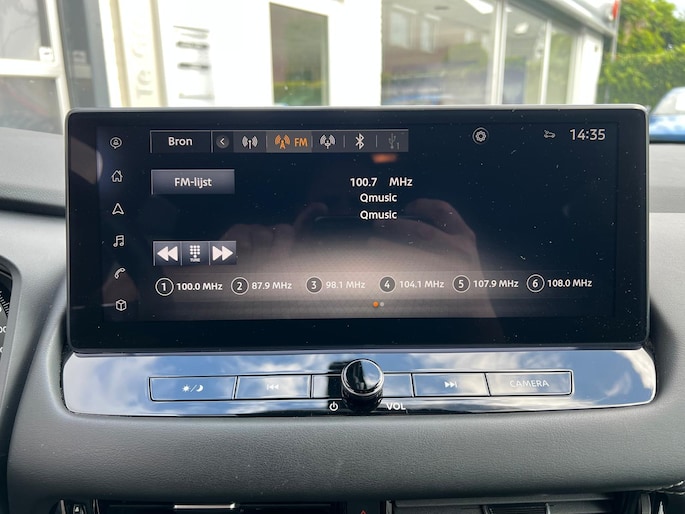 Bron FM 14:35
FM-lijst
100.7 MHz
Qmusic
Qmusic
TUNE
1 100.0 MHz 2 87.9 MHz 3 98.1 MHz 4 104.1 MHz 5 107.9 MHz 6 108.0 MHz
CAMERA
VOL